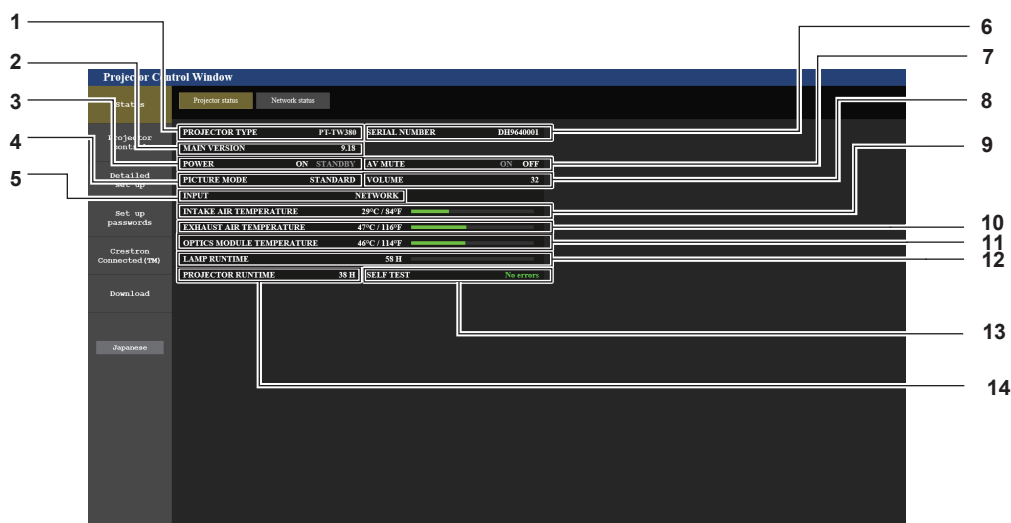 1
2
3
4
5
6
7
8
9
10
11
12
13
14
Projector Control Window
Status
Projector status
Network status
Projector
control
Detailed
set up
Set up
passwords
Crestron
Connected(TM)
Download
Japanese
PROJECTOR TYPE PT-TW380 SERIAL NUMBER DH9640001
MAIN VERSION 9.18
POWER ON STANDBY AV MUTE ON OFF
PICTURE MODE STANDARD VOLUME 32
INPUT NETWORK
INTAKE AIR TEMPERATURE 29°C / 84°F
EXHAUST AIR TEMPERATURE 47°C / 116°F
OPTICS MODULE TEMPERATURE 46°C / 114°F
LAMP RUNTIME 58 H
PROJECTOR RUNTIME 38 H SELF TEST No errors